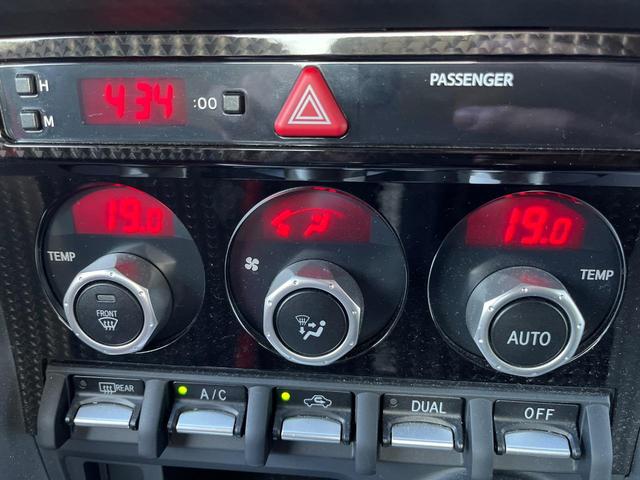 H
4:34 :00
PASSENGER
M
19.0
19.0
TEMP
TEMP
FRONT
AUTO
REAR
A/C
DUAL
OFF